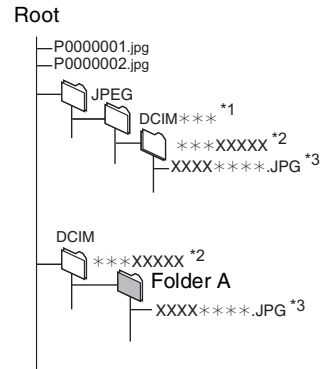 Root
P0000001.jpg
P0000002.jpg
JPEG
DCIM✳✳✳ *1
✳✳✳XXXXX *2
XXXX✳✳✳✳.JPG *3
DCIM
✳✳✳XXXXX *2
Folder A
XXXX✳✳✳✳.JPG *3